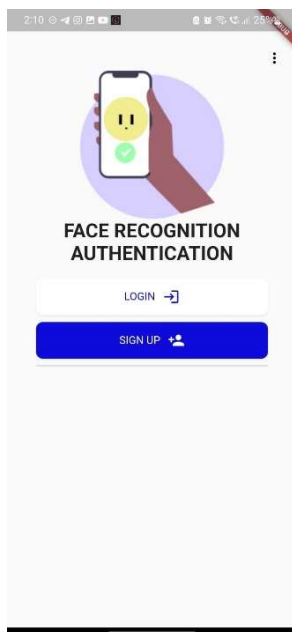 2:10
25%
FACE RECOGNITION
AUTHENTICATION
LOGIN
SIGN UP